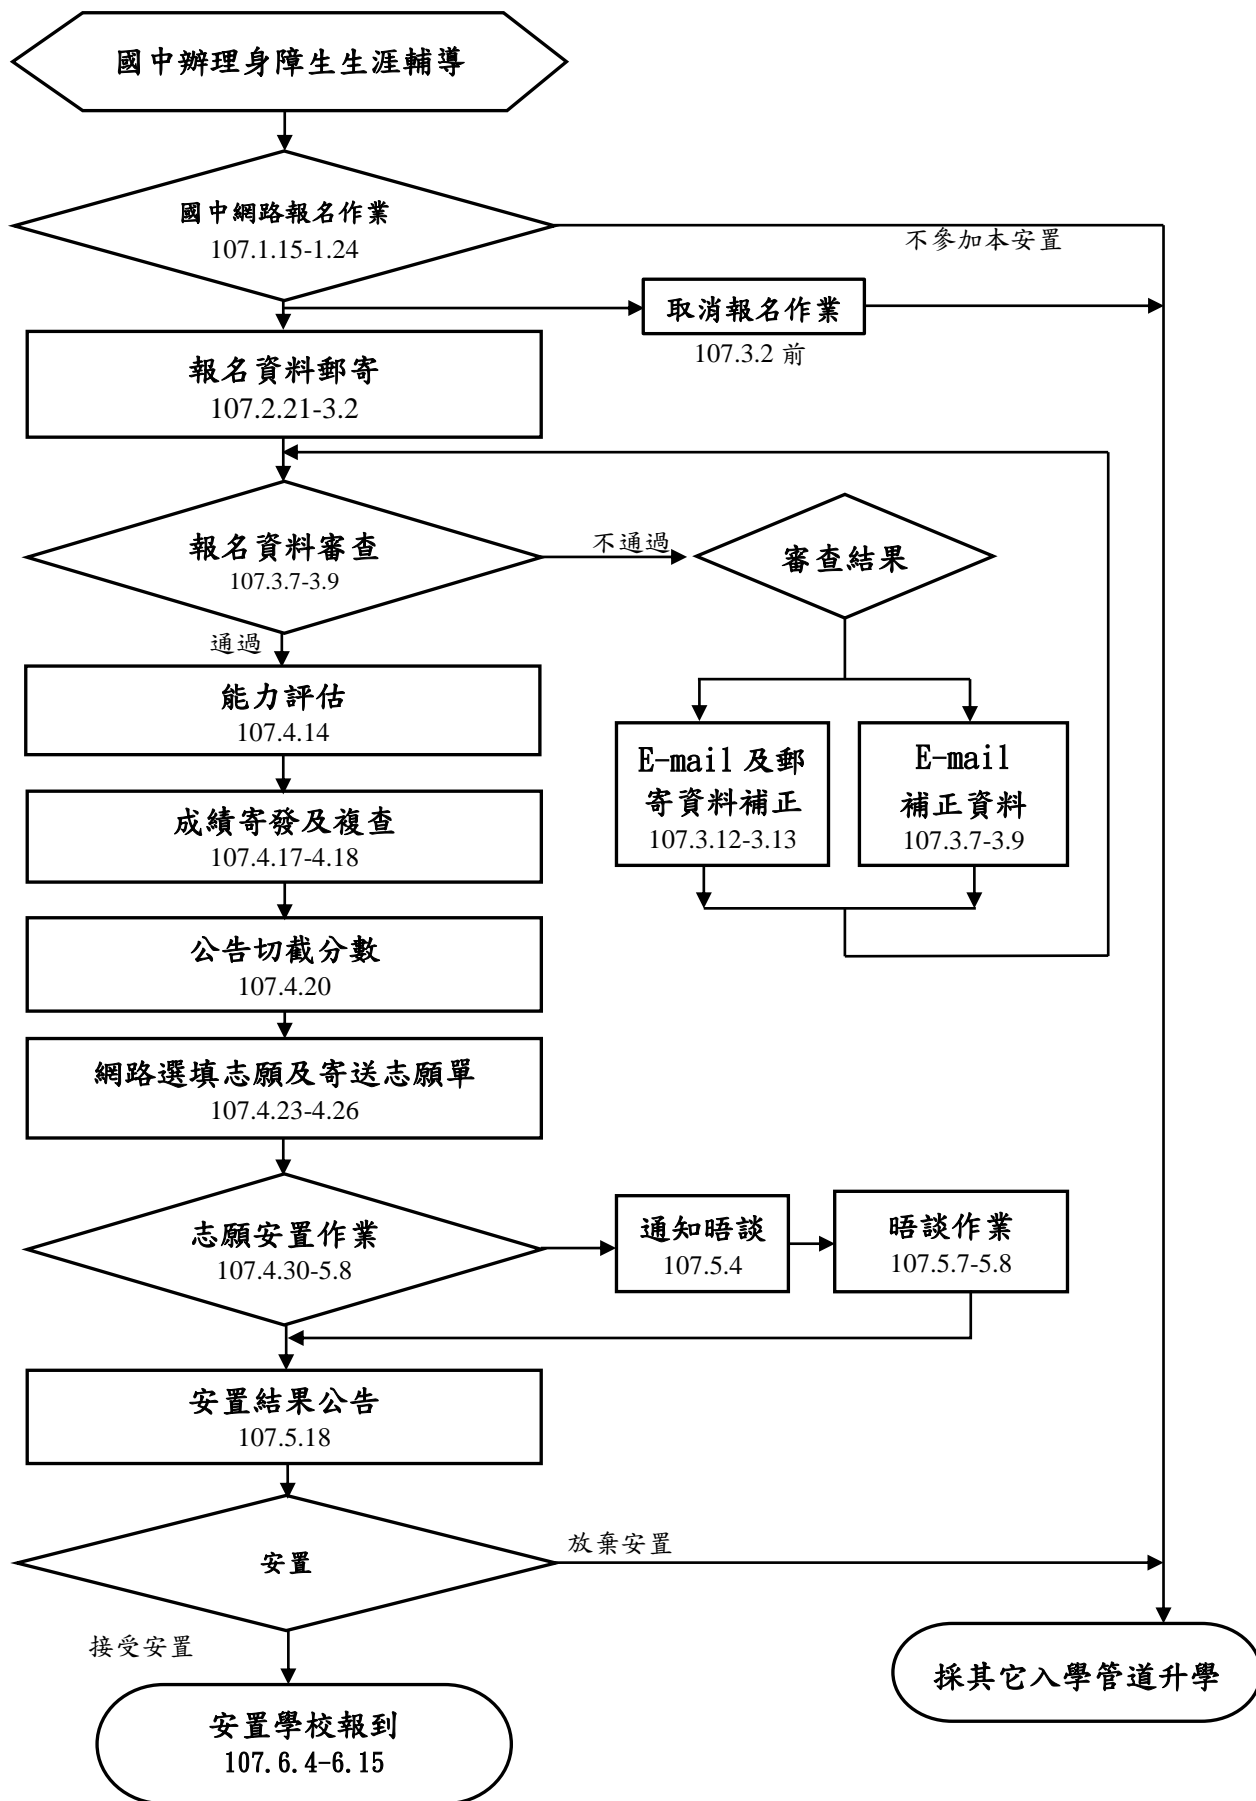 國中辦理身障生生涯輔導
國中網路報名作業
107.1.15-1.24
不參加本安置
取消報名作業
107.3.2 前
報名資料郵寄
107.2.21-3.2
報名資料審查
107.3.7-3.9
不通過
審查結果
通過
能力評估
107.4.14
E-mail 及郵
寄資料補正
107.3.12-3.13
E-mail
補正資料
107.3.7-3.9
成績寄發及複查
107.4.17-4.18
公告切截分數
107.4.20
網路選填志願及寄送志願單
107.4.23-4.26
志願安置作業
107.4.30-5.8
通知晤談
107.5.4
晤談作業
107.5.7-5.8
安置結果公告
107.5.18
安置
放棄安置
接受安置
採其它入學管道升學
安置學校報到
107.6.4-6.15